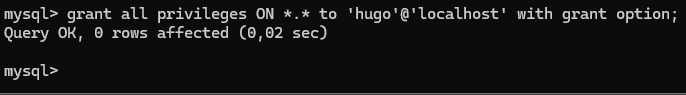 mysql> grant all privileges ON *.* to 'hugo'@'localhost' with grant option;
Query OK, 0 rows affected (0,02 sec)
mysql>